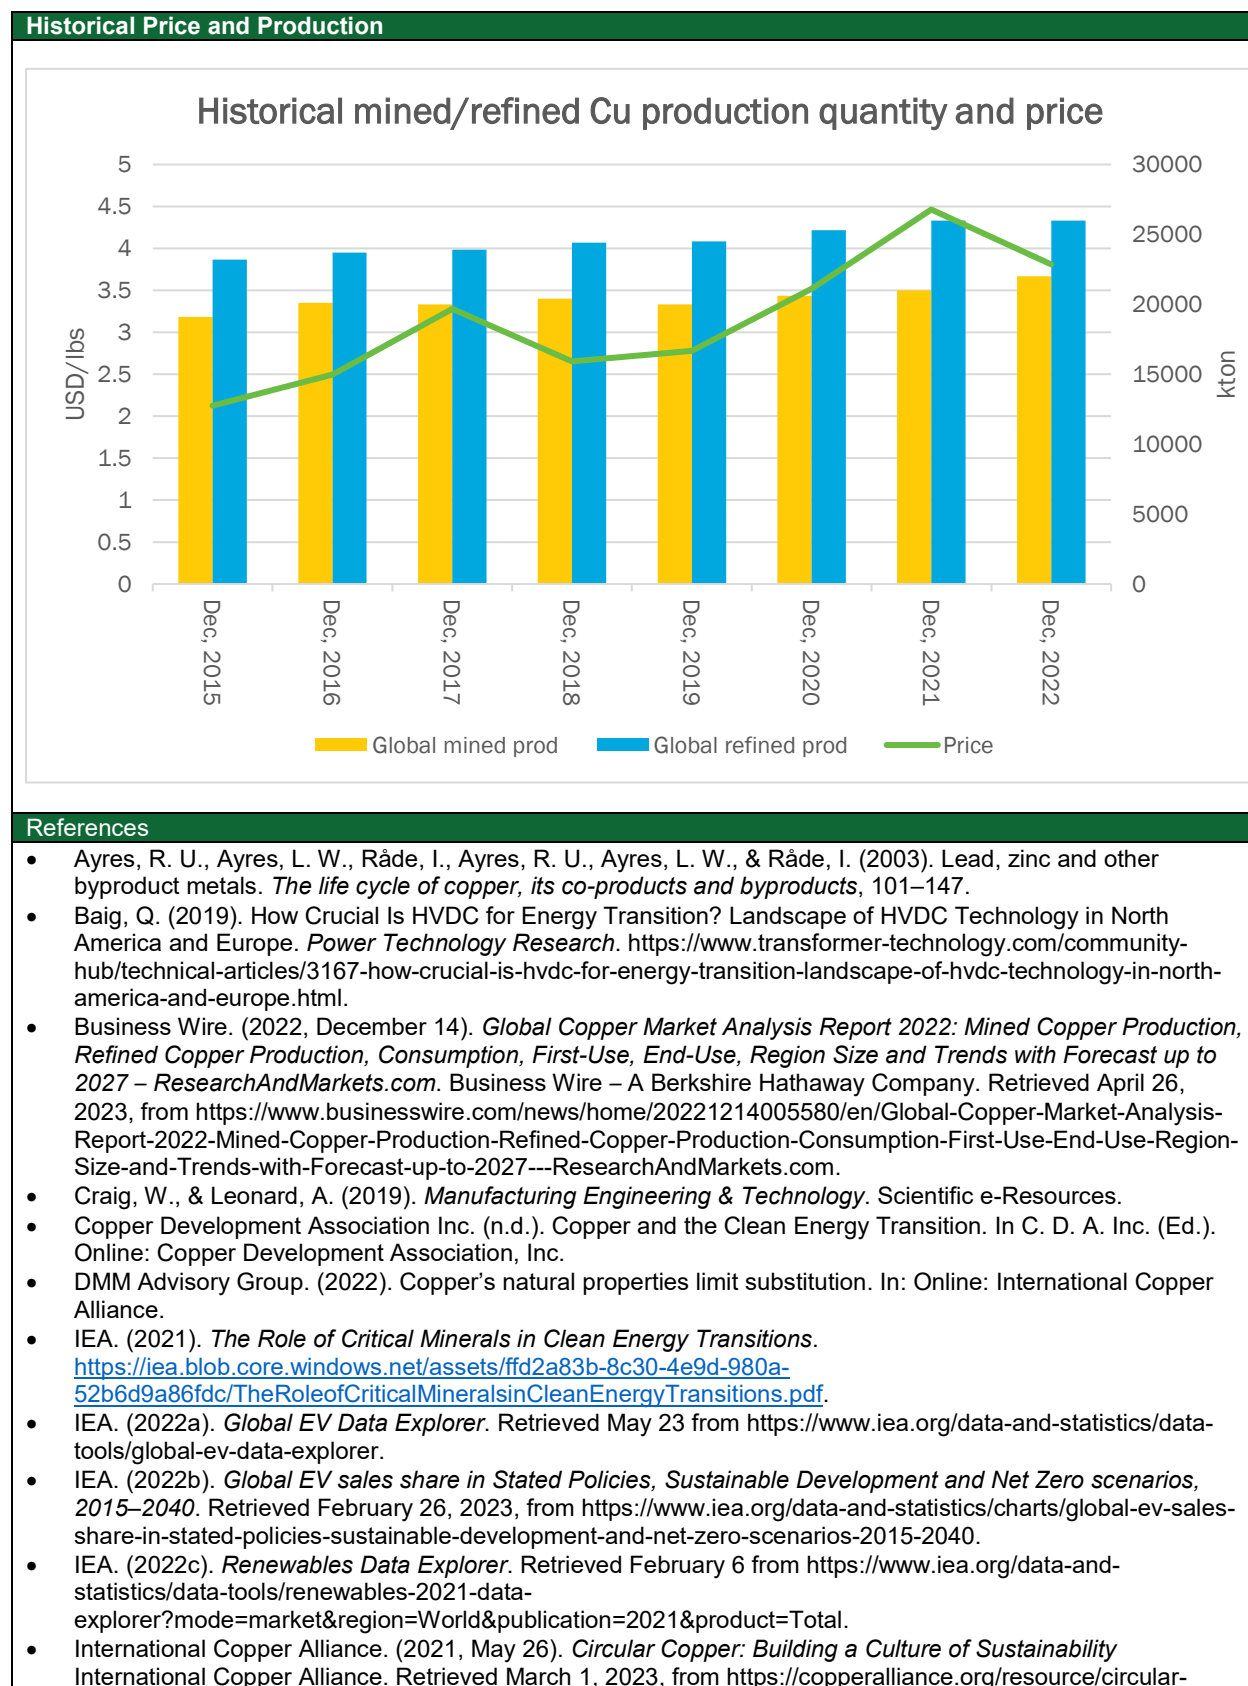 Historical Price and Production
Historical mined/refined Cu production quantity and price
5
4.5
4
3.5
3
2.5
2
1.5
1
0.5
0
USD/lbs
30000
25000
20000
15000
10000
5000
0
kton
Dec, 2015
Dec, 2016
Dec, 2017
Dec, 2018
Dec, 2019
Dec, 2020
Dec, 2021
Dec, 2022
Global mined prod
Global refined prod
Price
References
• Ayres, R. U., Ayres, L. W., Råde, I., Ayres, R. U., Ayres, L. W., & Råde, I. (2003). Lead, zinc and other
byproduct metals. The life cycle of copper, its co-products and byproducts, 101–147.
• Baig, Q. (2019). How Crucial Is HVDC for Energy Transition? Landscape of HVDC Technology in North
America and Europe. Power Technology Research. https://www.transformer-technology.com/community-
hub/technical-articles/3167-how-crucial-is-hvdc-for-energy-transition-landscape-of-hvdc-technology-in-north-
america-and-europe.html.
• Business Wire. (2022, December 14). Global Copper Market Analysis Report 2022: Mined Copper Production,
Refined Copper Production, Consumption, First-Use, End-Use, Region Size and Trends with Forecast up to
2027 – ResearchAndMarkets.com. Business Wire – A Berkshire Hathaway Company. Retrieved April 26,
2023, from https://www.businesswire.com/news/home/20221214005580/en/Global-Copper-Market-Analysis-
Report-2022-Mined-Copper-Production-Refined-Copper-Production-Consumption-First-Use-End-Use-Region-
Size-and-Trends-with-Forecast-up-to-2027---ResearchAndMarkets.com.
• Craig, W., & Leonard, A. (2019). Manufacturing Engineering & Technology. Scientific e-Resources.
• Copper Development Association Inc. (n.d.). Copper and the Clean Energy Transition. In C. D. A. Inc. (Ed.).
Online: Copper Development Association, Inc.
• DMM Advisory Group. (2022). Copper’s natural properties limit substitution. In: Online: International Copper
Alliance.
• IEA. (2021). The Role of Critical Minerals in Clean Energy Transitions.
https://iea.blob.core.windows.net/assets/ffd2a83b-8c30-4e9d-980a-
52b6d9a86fdc/TheRoleofCriticalMineralsinCleanEnergyTransitions.pdf.
• IEA. (2022a). Global EV Data Explorer. Retrieved May 23 from https://www.iea.org/data-and-statistics/data-
tools/global-ev-data-explorer.
• IEA. (2022b). Global EV sales share in Stated Policies, Sustainable Development and Net Zero scenarios,
2015–2040. Retrieved February 26, 2023, from https://www.iea.org/data-and-statistics/charts/global-ev-sales-
share-in-stated-policies-sustainable-development-and-net-zero-scenarios-2015-2040.
• IEA. (2022c). Renewables Data Explorer. Retrieved February 6 from https://www.iea.org/data-and-
statistics/data-tools/renewables-2021-data-
explorer?mode=market&region=World&publication=2021&product=Total.
• International Copper Alliance. (2021, May 26). Circular Copper: Building a Culture of Sustainability
International Copper Alliance. Retrieved March 1, 2023, from https://copperalliance.org/resource/circular-